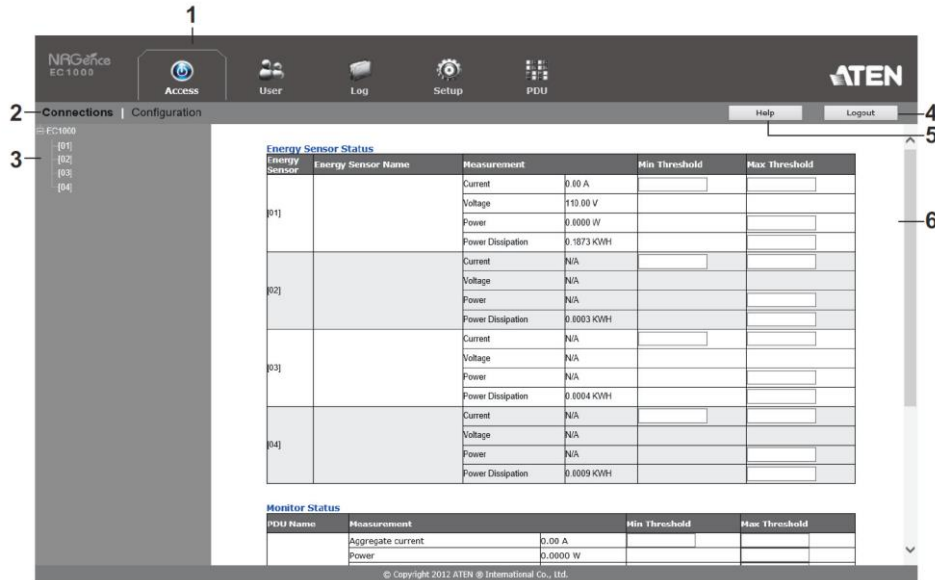 1
NRGence
EC1000
Access
User
Log
Setup
PDU
ATEN
2
Connections | Configuration
Help
Logout
4
5
EC1000
3
[01]
[02]
[03]
[04]
6
Energy Sensor Status
Energy Sensor | Energy Sensor Name | Measurement | Min Threshold | Max Threshold
[01]
Current 0.00 A
Voltage 110.00 V
Power 0.0000 W
Power Dissipation 0.1873 KWH
[02]
Current N/A
Voltage N/A
Power N/A
Power Dissipation 0.0003 KWH
[03]
Current N/A
Voltage N/A
Power N/A
Power Dissipation 0.0004 KWH
[04]
Current N/A
Voltage N/A
Power N/A
Power Dissipation 0.0009 KWH
Monitor Status
PDU Name Measurement Min Threshold Max Threshold
Aggregate current 0.00 A
Power 0.0000 W
© Copyright 2012 ATEN ® International Co., Ltd.